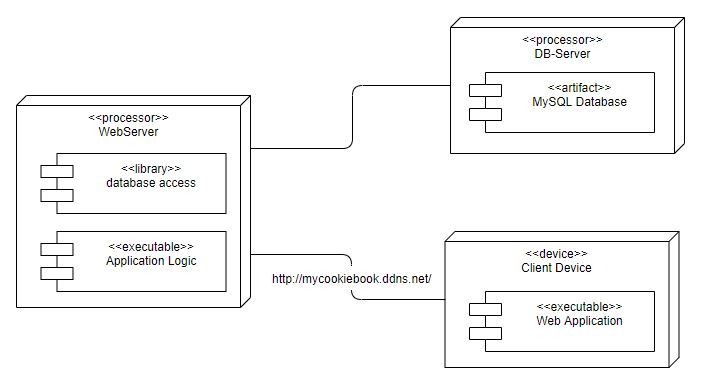 <<processor>>
WebServer
<<library>>
database access
<<executable>>
Application Logic
http://mycookiebook.ddns.net/
<<processor>>
DB-Server
<<artifact>>
MySQL Database
<<device>>
Client Device
<<executable>>
Web Application